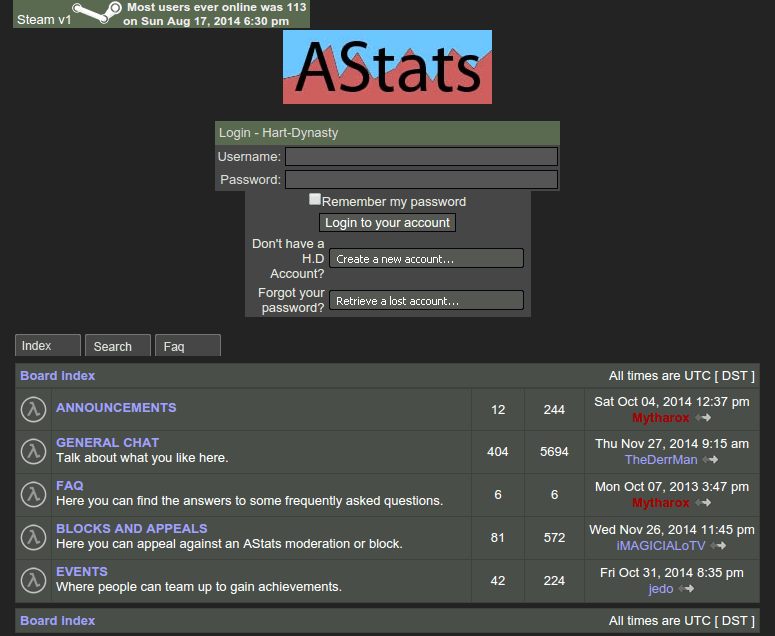 Steam v1
Most users ever online was 113
on Sun Aug 17, 2014 6:30 pm
AStats
Login - Hart-Dynasty
Username:
Password:
Remember my password
Login to your account
Don't have a
H.D
Account?
Create a new account...
Forgot your
password?
Retrieve a lost account...
Index Search Faq
Board index All times are UTC [ DST ]
ANNOUNCEMENTS 12 244 Sat Oct 04, 2014 12:37 pm
Mytharox
GENERAL CHAT
Talk about what you like here. 404 5694 Thu Nov 27, 2014 9:15 am
TheDerrMan
FAQ
Here you can find the answers to some frequently asked questions. 6 6 Mon Oct 07, 2013 3:47 pm
Mytharox
BLOCKS AND APPEALS
Here you can appeal against an AStats moderation or block. 81 572 Wed Nov 26, 2014 11:45 pm
iMAGICIALoTV
EVENTS
Where people can team up to gain achievements. 42 224 Fri Oct 31, 2014 8:35 pm
jedo
Board index All times are UTC [ DST ]